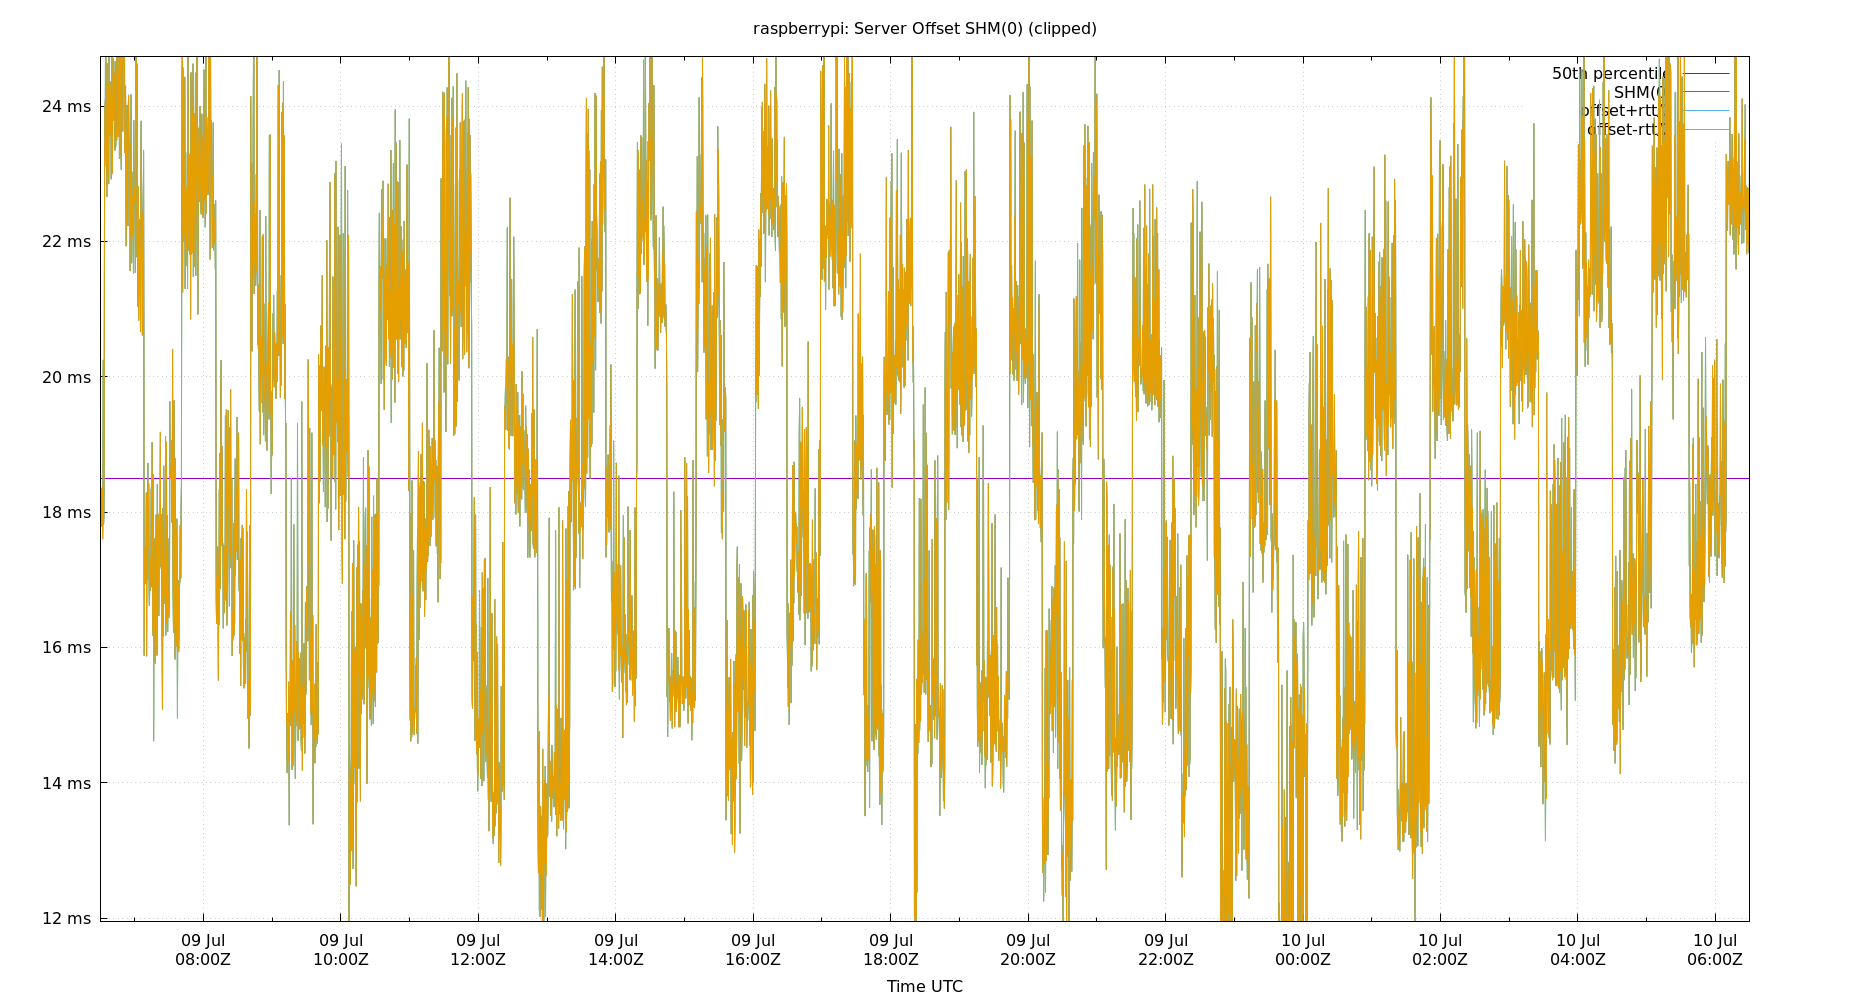 raspberrypi: Server Offset SHM(0) (clipped)
50th percentile
SHM(0)
offset+rtt/2
offset-rtt/2
24 ms
22 ms
20 ms
18 ms
16 ms
14 ms
12 ms
09 Jul 08:00Z
09 Jul 10:00Z
09 Jul 12:00Z
09 Jul 14:00Z
09 Jul 16:00Z
09 Jul 18:00Z
09 Jul 20:00Z
09 Jul 22:00Z
10 Jul 00:00Z
10 Jul 02:00Z
10 Jul 04:00Z
10 Jul 06:00Z
Time UTC